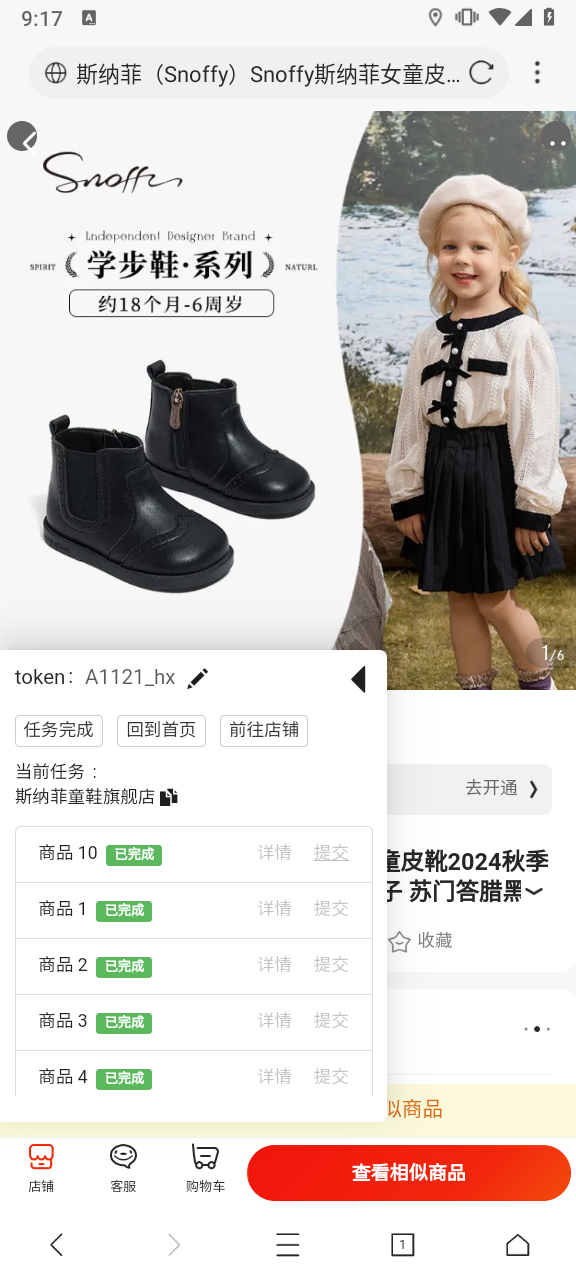 9:17
A
斯纳菲（Snoffy）Snoffy斯纳菲女童皮...
Snoffy
Independent Designer Brand
SPIRIT 学步鞋·系列 NATURL
约18个月-6周岁
1/6
token： A1121_hx
任务完成 回到首页 前往店铺
当前任务：
斯纳菲童鞋旗舰店
去开通
商品 10 已完成 详情 提交
童皮靴2024秋季
商品 1 已完成 详情 提交
子 苏门答腊黑
收藏
商品 2 已完成 详情 提交
商品 3 已完成 详情 提交
商品 4 已完成 详情 提交
似商品
店铺 客服 购物车 查看相似商品
1